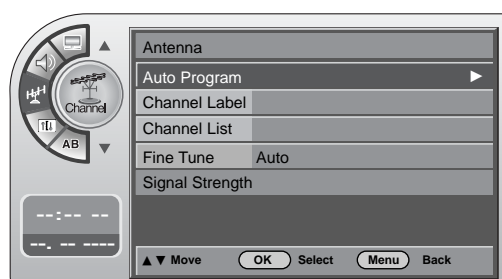 Channel
AB
--:-- --
--. -- ----
Antenna
Auto Program ►
Channel Label
Channel List
Fine Tune Auto
Signal Strength
▲ ▼ Move OK Select Menu Back